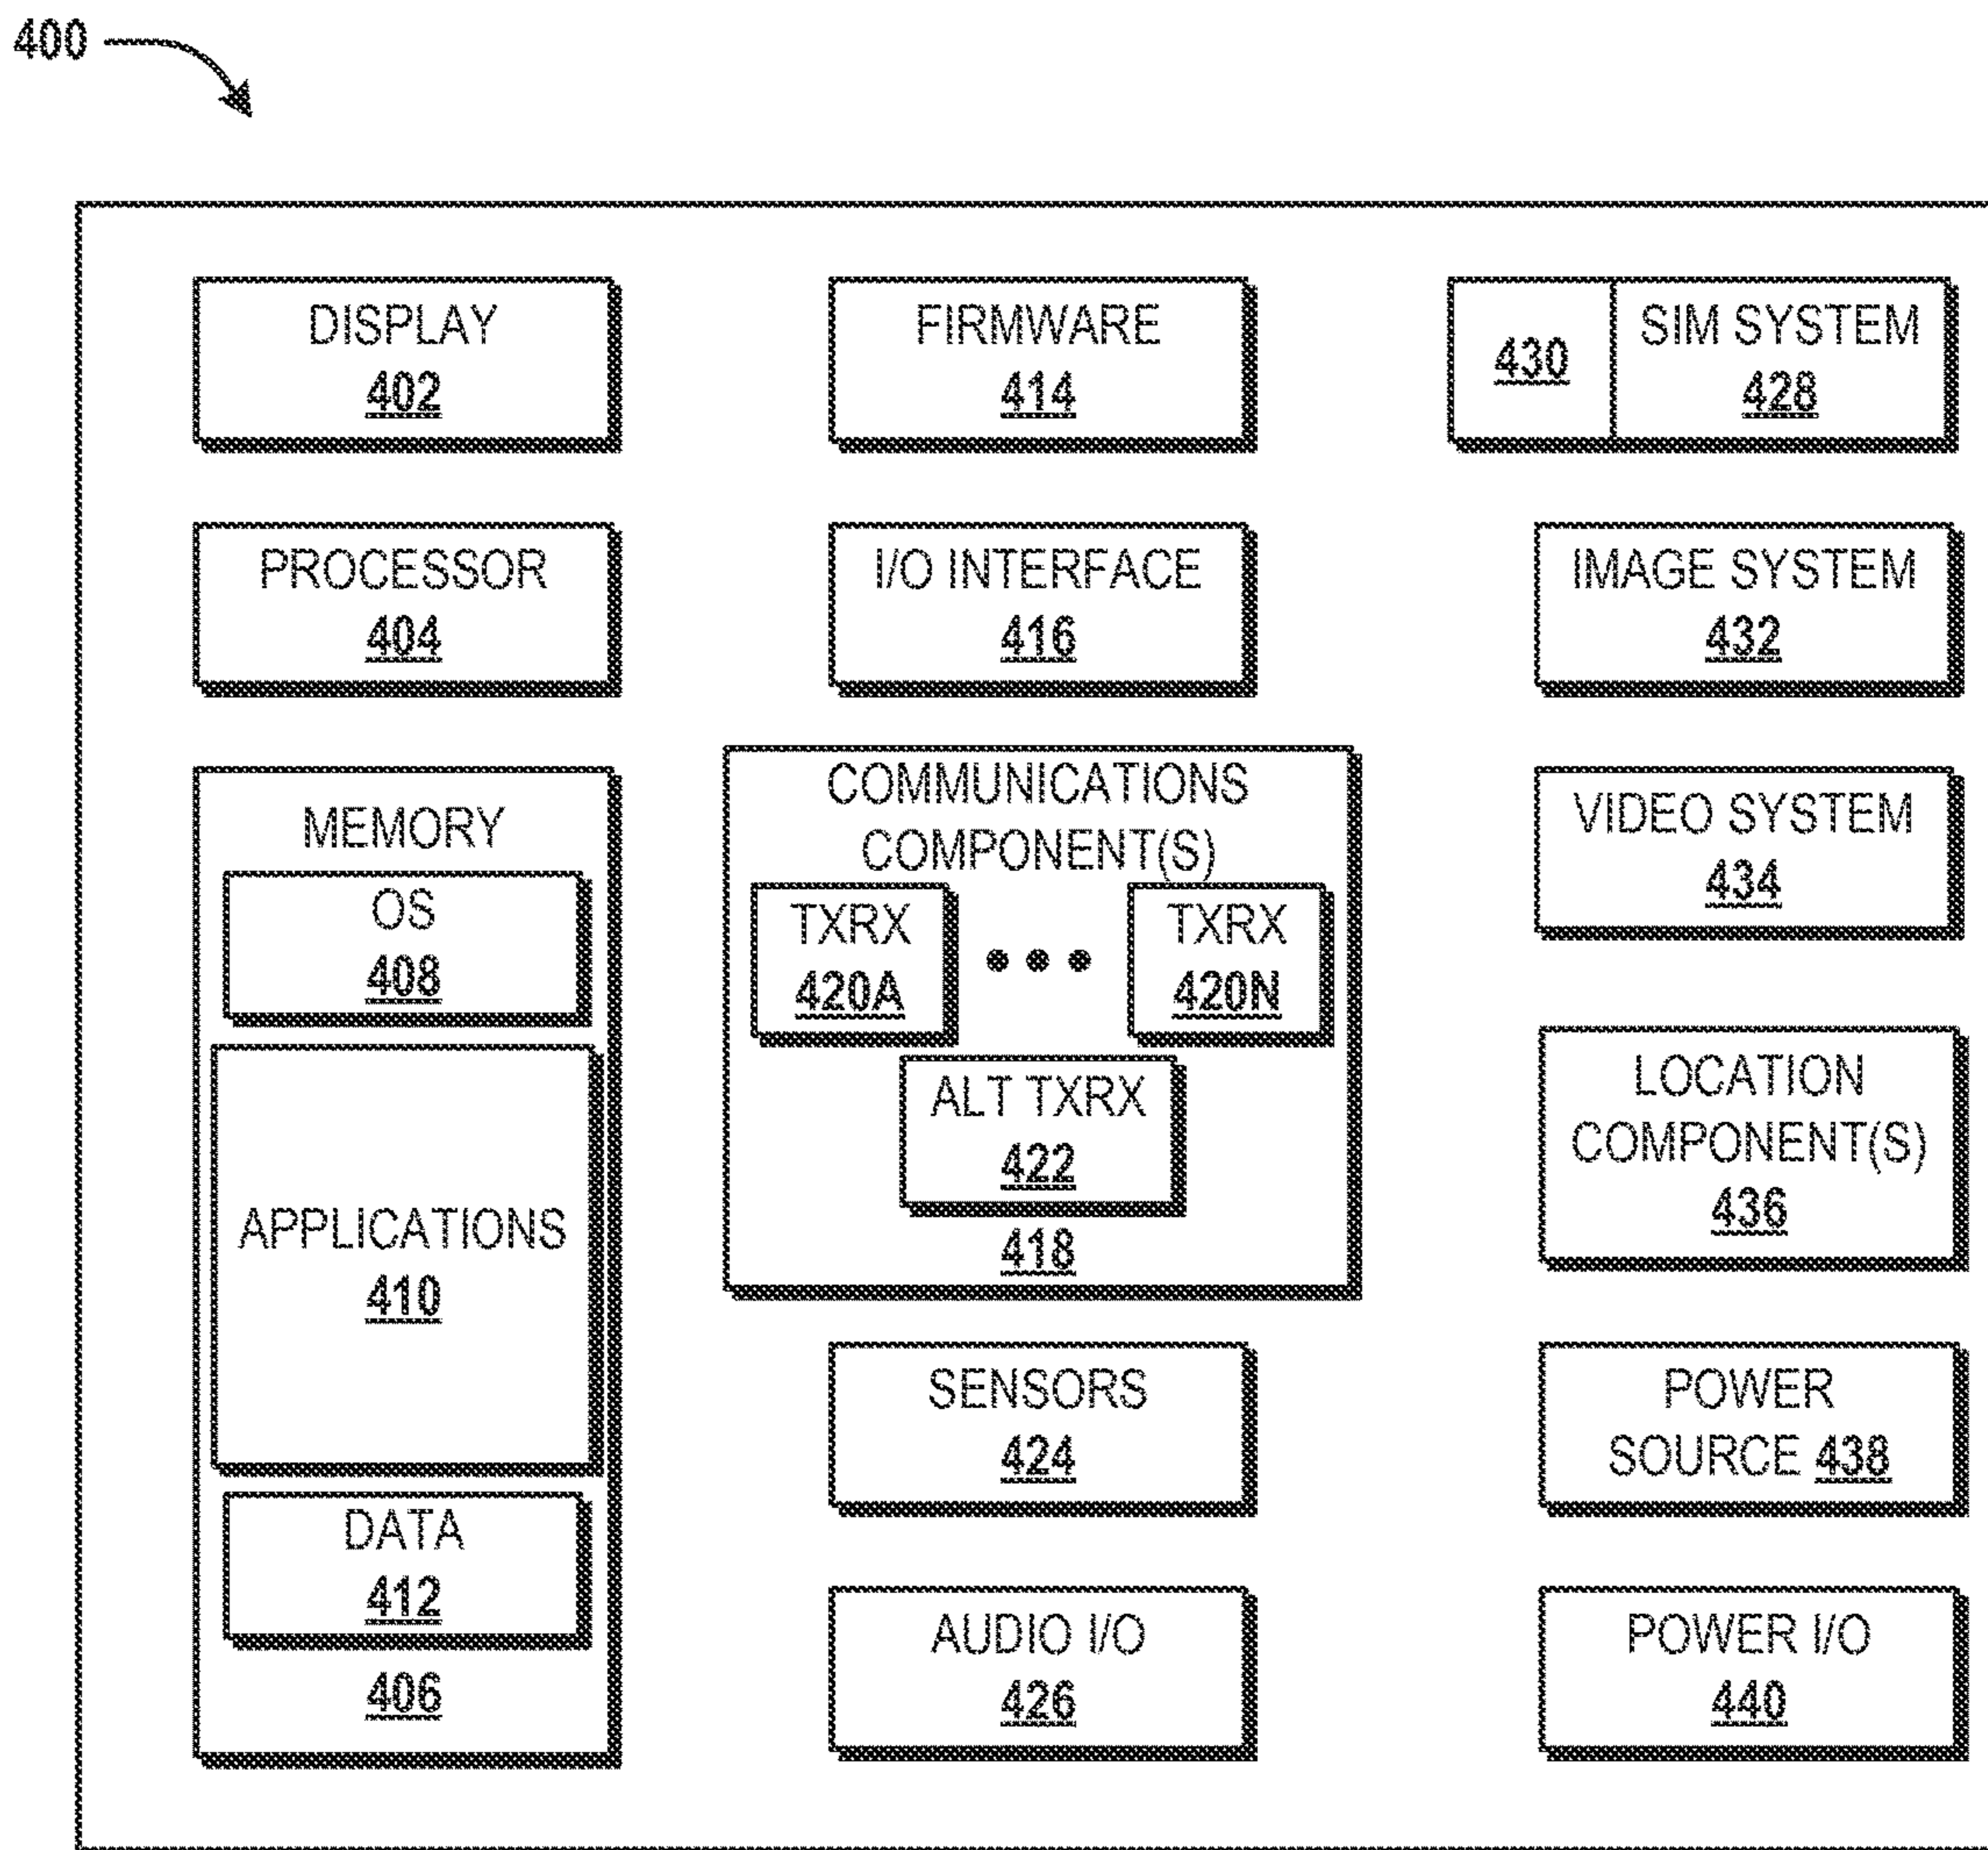 400
DISPLAY
402
PROCESSOR
404
MEMORY
OS
408
APPLICATIONS
410
DATA
412
406
FIRMWARE
414
I/O INTERFACE
416
COMMUNICATIONS
COMPONENT(S)
TXRX
420A
TXRX
420N
ALT TXRX
422
418
SENSORS
424
AUDIO I/O
426
430
SIM SYSTEM
428
IMAGE SYSTEM
432
VIDEO SYSTEM
434
LOCATION
COMPONENT(S)
436
POWER
SOURCE 438
POWER I/O
440